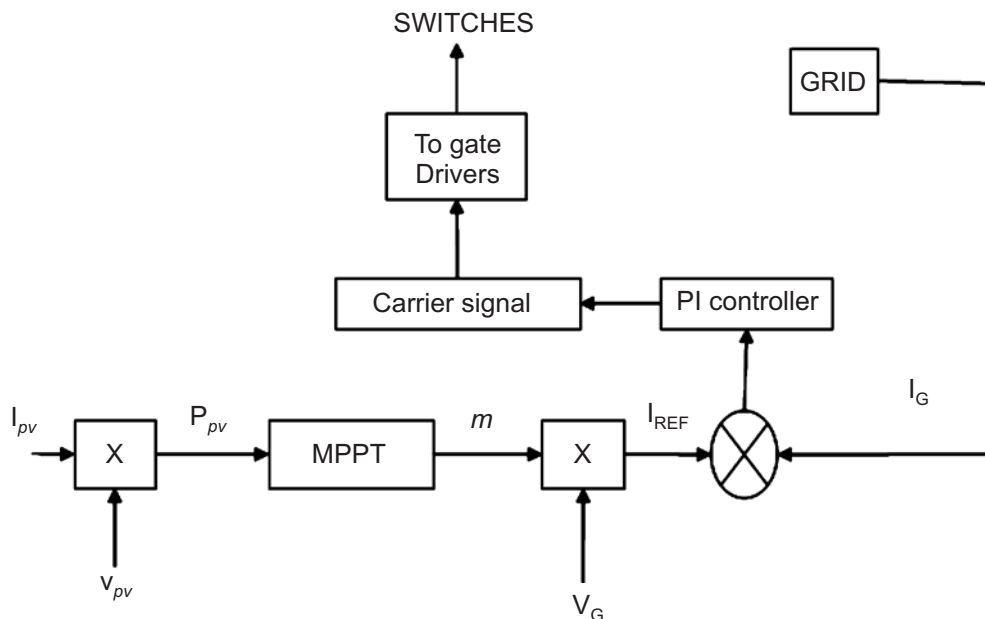 SWITCHES
GRID
To gate
Drivers
Carrier signal
PI controller
I_pv
P_pv
m
I_REF
I_G
X
MPPT
X
v_pv
V_G